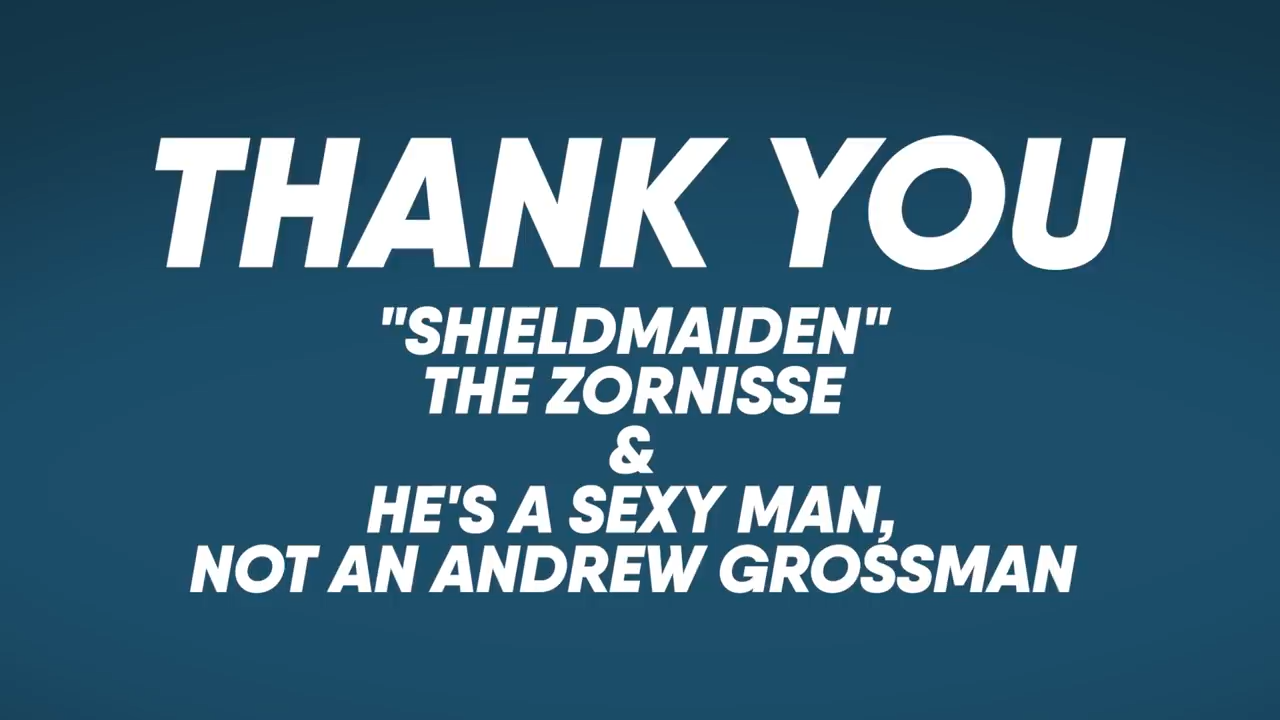 THANK YOU
"SHIELDMAIDEN"
THE ZORNISSE
&
HE'S A SEXY MAN,
NOT AN ANDREW GROSSMAN